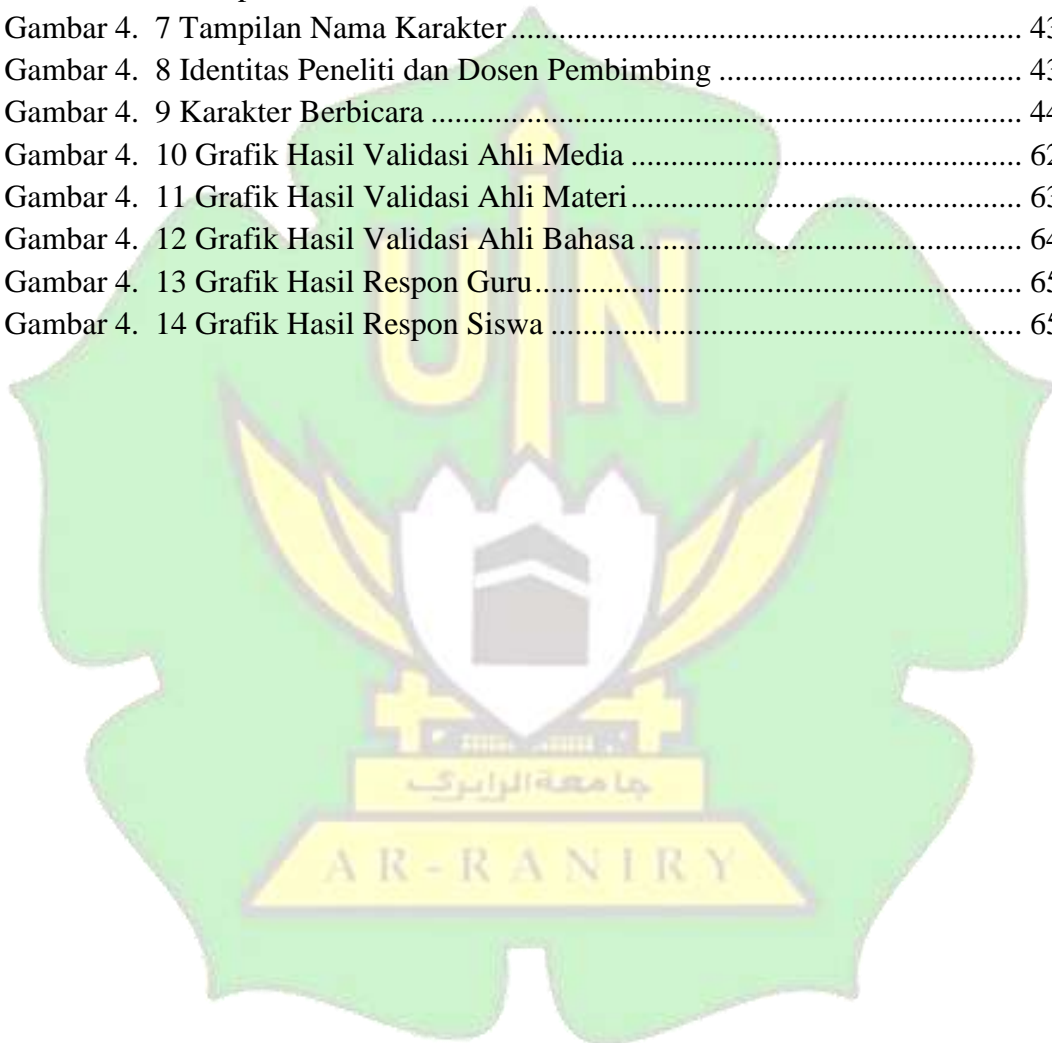 Gambar 4. 7 Tampilan Nama Karakter .......................................................... 43
Gambar 4. 8 Identitas Peneliti dan Dosen Pembimbing .................................. 43
Gambar 4. 9 Karakter Berbicara ................................................................... 44
Gambar 4. 10 Grafik Hasil Validasi Ahli Media ............................................ 62
Gambar 4. 11 Grafik Hasil Validasi Ahli Materi ............................................ 63
Gambar 4. 12 Grafik Hasil Validasi Ahli Bahasa ........................................... 64
Gambar 4. 13 Grafik Hasil Respon Guru ....................................................... 65
Gambar 4. 14 Grafik Hasil Respon Siswa ..................................................... 65
UIN
جامعة الرانيري
AR-RANIRY